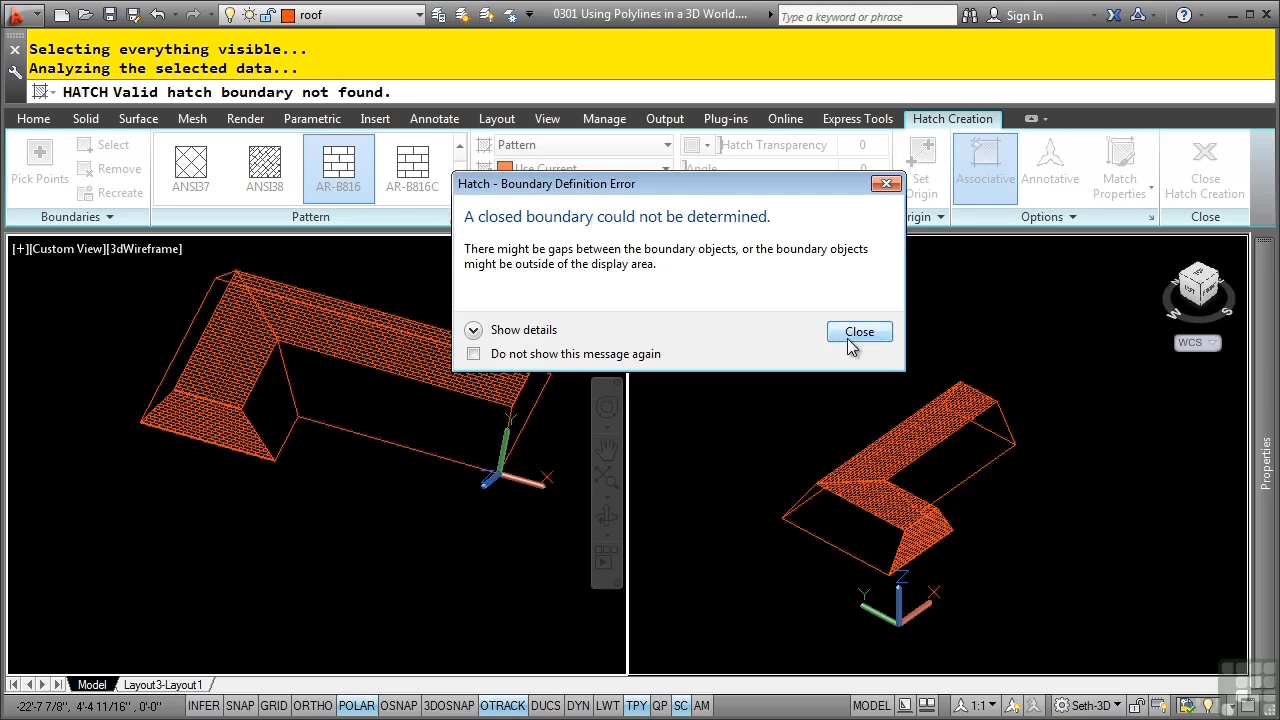 roof
0301 Using Polylines in a 3D World....
Type a keyword or phrase
Sign In
Selecting everything visible...
Analyzing the selected data...
HATCH Valid hatch boundary not found.
Home Solid Surface Mesh Render Parametric Insert Annotate Layout View Manage Output Plug-ins Online Express Tools Hatch Creation
Pick Points
Select
Remove
Recreate
Boundaries
ANSI37
ANSI38
AR-B816
AR-B816C
Pattern
Pattern
Use Current
Hatch Transparency 0
Angle 0
Set
Origin
Origin
Associative
Annotative
Match
Properties
Options
Close
Hatch Creation
Close
Hatch - Boundary Definition Error
A closed boundary could not be determined.
There might be gaps between the boundary objects, or the boundary objects
might be outside of the display area.
Show details
Close
Do not show this message again
[+][Custom View][3dWireframe]
Y
X
W
S
WCS
Z
Y
X
Properties
Model Layout3-Layout1
-22'-7 7/8", 4'-4 11/16", 0'-0"
INFER SNAP GRID ORTHO POLAR OSNAP 3DOSNAP OTRACK DUCS DYN LWT TPY QP SC AM
MODEL
1:1
Seth-3D